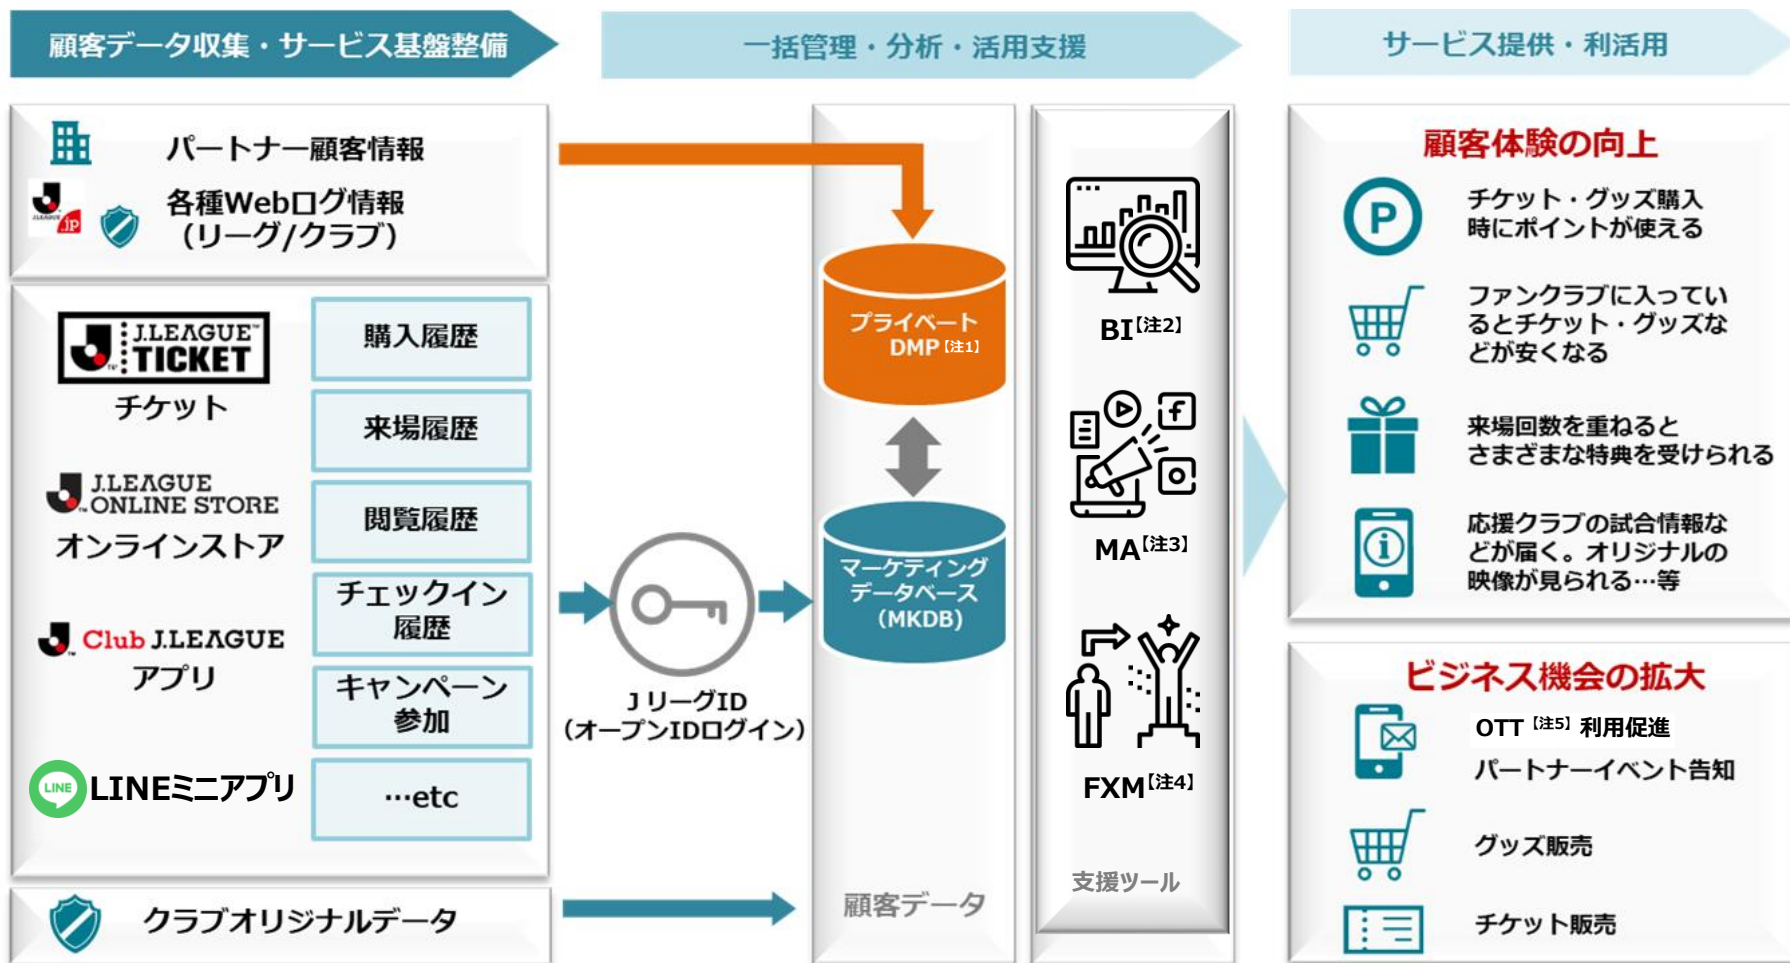 顧客データ収集・サービス基盤整備
一括管理・分析・活用支援
サービス提供・利活用
パートナー顧客情報
J.LEAGUE
.jp
各種Webログ情報
(リーグ/クラブ)
J.LEAGUE™
TICKET
チケット
J.LEAGUE
ONLINE STORE
オンラインストア
Club J.LEAGUE
アプリ
LINE
LINEミニアプリ
購入履歴
来場履歴
閲覧履歴
チェックイン
履歴
キャンペーン
参加
…etc
クラブオリジナルデータ
JリーグID
(オープンIDログイン)
プライベート
DMP【注1】
マーケティング
データベース
(MKDB)
顧客データ
BI【注2】
MA【注3】
FXM【注4】
支援ツール
顧客体験の向上
P
チケット・グッズ購入
時にポイントが使える
ファンクラブに入ってい
るとチケット・グッズな
どが安くなる
来場回数を重ねると
さまざまな特典を受けられる
応援クラブの試合情報な
どが届く。オリジナルの
映像が見られる…等
ビジネス機会の拡大
OTT【注5】利用促進
パートナーイベント告知
グッズ販売
チケット販売